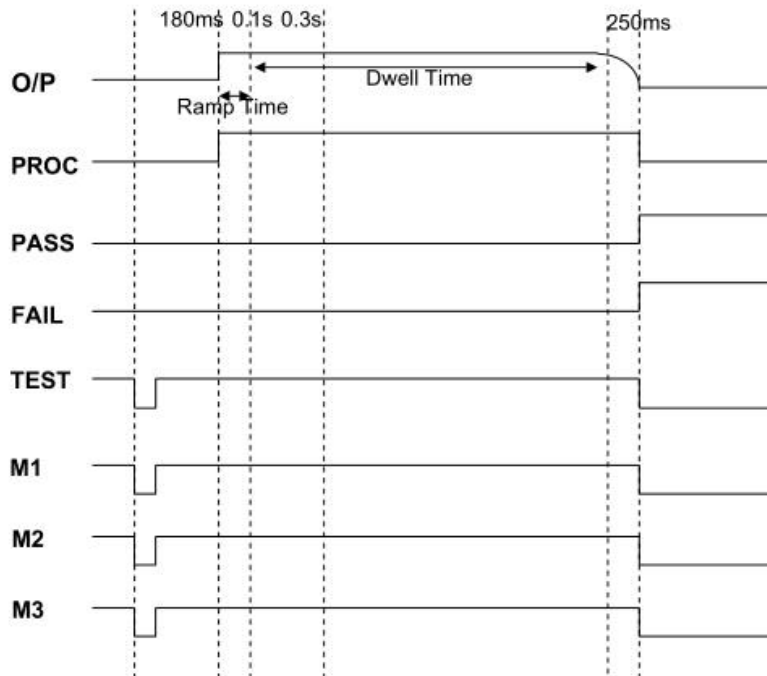 180ms 0.1s 0.3s 250ms
O/P
Dwell Time
Ramp Time
PROC
PASS
FAIL
TEST
M1
M2
M3